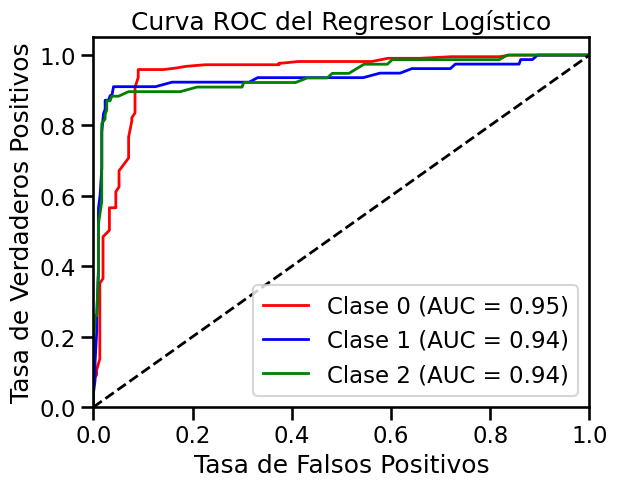 Curva ROC del Regresor Logístico
Tasa de Verdaderos Positivos
1.0
0.8
0.6
0.4
0.2
0.0
Clase 0 (AUC = 0.95)
Clase 1 (AUC = 0.94)
Clase 2 (AUC = 0.94)
0.0 0.2 0.4 0.6 0.8 1.0
Tasa de Falsos Positivos